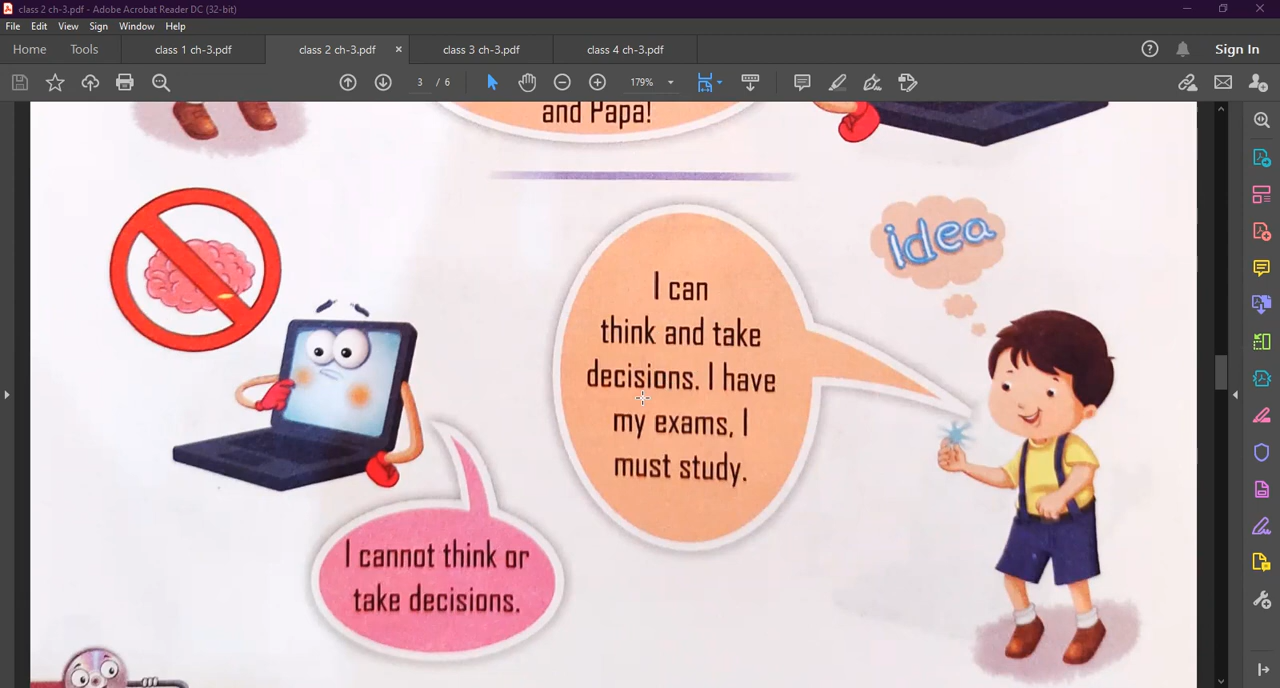 class 2 ch-3.pdf - Adobe Acrobat Reader DC (32-bit)
File Edit View Sign Window Help
Home Tools class 1 ch-3.pdf class 2 ch-3.pdf × class 3 ch-3.pdf class 4 ch-3.pdf Sign In
3 / 6 179%
and Papa!
idea
I can
think and take
decisions. I have
my exams, I
must study.
I cannot think or
take decisions.